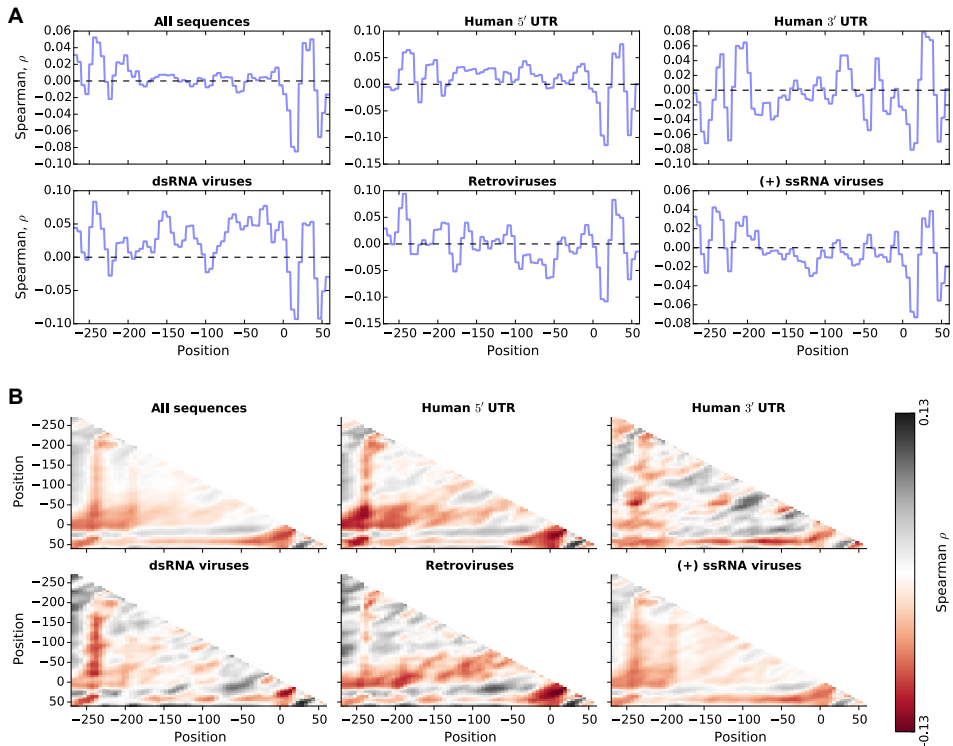 A
All sequences
Human 5′ UTR
Human 3′ UTR
Spearman, ρ
0.06
0.04
0.02
0.00
−0.02
−0.04
−0.06
−0.08
−0.10
0.10
0.05
0.00
−0.05
−0.10
−0.15
0.08
0.06
0.04
0.02
0.00
−0.02
−0.04
−0.06
−0.08
−0.10
dsRNA viruses
Retroviruses
(+) ssRNA viruses
Spearman, ρ
0.10
0.05
0.00
−0.05
−0.10
0.10
0.05
0.00
−0.05
−0.10
−0.15
0.06
0.04
0.02
0.00
−0.02
−0.04
−0.06
−0.08
−250 −200 −150 −100 −50 0 50
−250 −200 −150 −100 −50 0 50
−250 −200 −150 −100 −50 0 50
Position
Position
Position
B
All sequences
Human 5′ UTR
Human 3′ UTR
Position
−250
−200
−150
−100
−50
0
50
dsRNA viruses
Retroviruses
(+) ssRNA viruses
Position
−250
−200
−150
−100
−50
0
50
−250 −200 −150 −100 −50 0 50
−250 −200 −150 −100 −50 0 50
−250 −200 −150 −100 −50 0 50
Position
Position
Position
0.13
Spearman ρ
-0.13